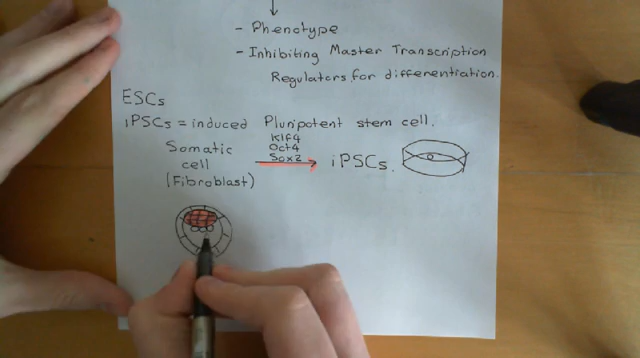 - Phenotype
- Inhibiting Master Transcription
Regulators for differentiation.
ESCs
iPSCs = induced Pluripotent stem cell.
Somatic
cell
(Fibroblast)
Klf4
Oct4
Sox2
iPSCs.